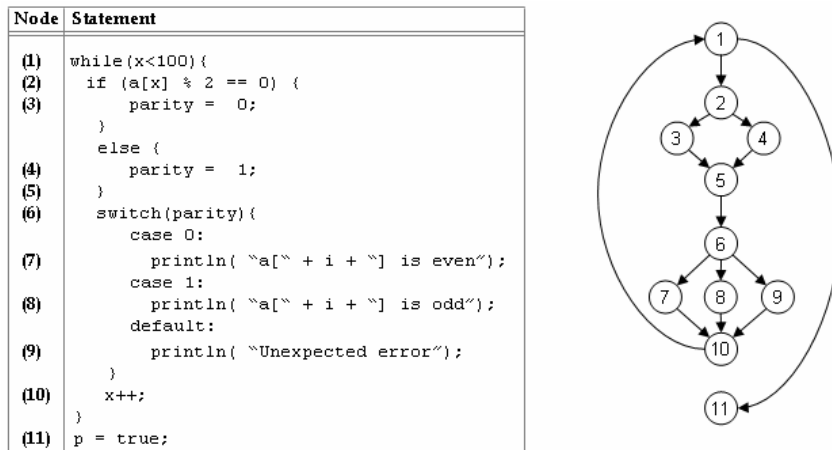 Node Statement
(1) while(x<100){
(2) if (a[x] % 2 == 0) {
(3) parity = 0;
}
else {
(4) parity = 1;
(5) }
(6) switch(parity){
case 0:
(7) println( “a[“ + i + “] is even”);
case 1:
(8) println( “a[“ + i + “] is odd”);
default:
(9) println( “Unexpected error”);
}
(10) x++;
}
(11) p = true;
1
2
3 4
5
6
7 8 9
10
11